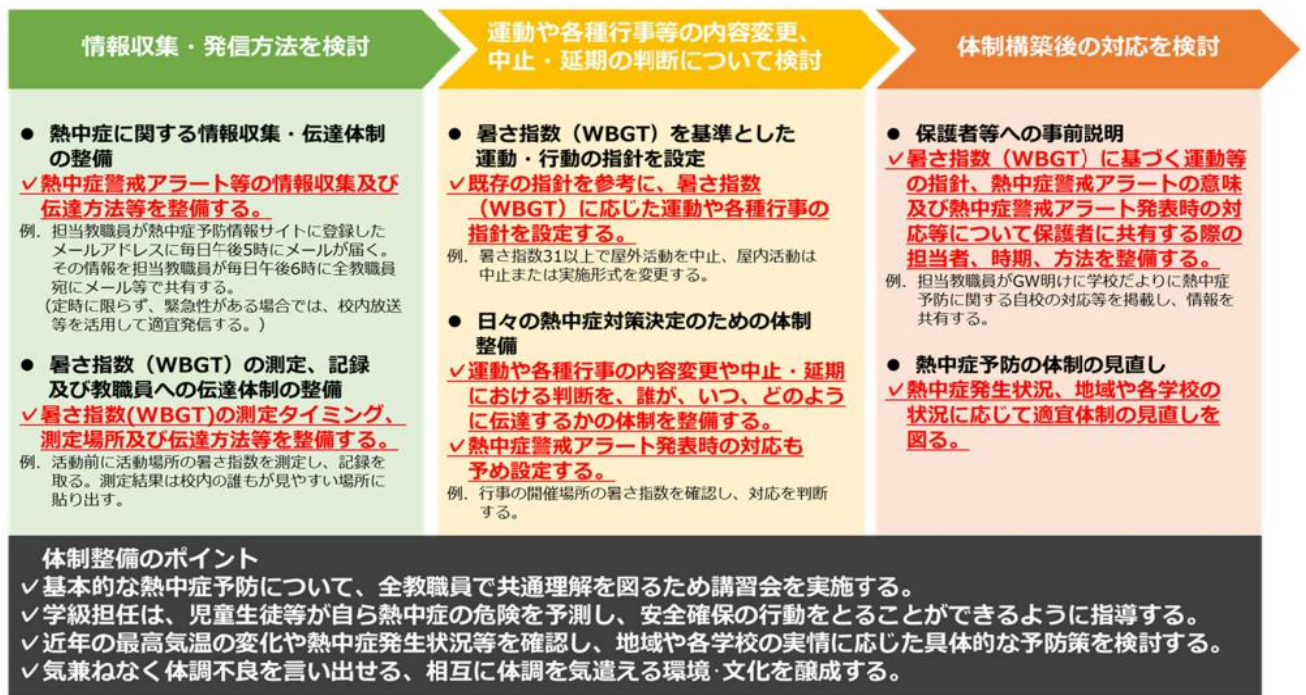 情報収集・発信方法を検討
● 熱中症に関する情報収集・伝達体制
の整備
✓熱中症警戒アラート等の情報収集及び
伝達方法等を整備する。
例．担当教職員が熱中症予防情報サイトに登録した
メールアドレスに毎日午後5時にメールが届く。
その情報を担当教職員が毎日午後6時に全教職員
宛にメール等で共有する。
（定時に限らず、緊急性がある場合では、校内放送
等を活用して適宜発信する。）
● 暑さ指数（WBGT）の測定、記録
及び教職員への伝達体制の整備
✓暑さ指数(WBGT)の測定タイミング、
測定場所及び伝達方法等を整備する。
例．活動前に活動場所の暑さ指数を測定し、記録を
取る。測定結果は校内の誰もが見やすい場所に
貼り出す。
運動や各種行事等の内容変更、
中止・延期の判断について検討
● 暑さ指数（WBGT）を基準とした
運動・行動の指針を設定
✓既存の指針を参考に、暑さ指数
（WBGT）に応じた運動や各種行事の
指針を設定する。
例．暑さ指数31以上で屋外活動を中止、屋内活動は
中止または実施形式を変更する。
● 日々の熱中症対策決定のための体制
整備
✓運動や各種行事の内容変更や中止・延期
における判断を、誰が、いつ、どのよう
に伝達するかの体制を整備する。
✓熱中症警戒アラート発表時の対応も
予め設定する。
例．行事の開催場所の暑さ指数を確認し、対応を判断
する。
体制構築後の対応を検討
● 保護者等への事前説明
✓暑さ指数（WBGT）に基づく運動等
の指針、熱中症警戒アラートの意味
及び熱中症警戒アラート発表時の対
応等について保護者に共有する際の
担当者、時期、方法を整備する。
例．担当教職員がGW明けに学校だよりに熱中症
予防に関する自校の対応等を掲載し、情報を
共有する。
● 熱中症予防の体制の見直し
✓熱中症発生状況、地域や各学校の
状況に応じて適宜体制の見直しを
図る。
体制整備のポイント
✓基本的な熱中症予防について、全教職員で共通理解を図るため講習会を実施する。
✓学級担任は、児童生徒等が自ら熱中症の危険を予測し、安全確保の行動をとることができるように指導する。
✓近年の最高気温の変化や熱中症発生状況等を確認し、地域や各学校の実情に応じた具体的な予防策を検討する。
✓気兼ねなく体調不良を言い出せる、相互に体調を気遣える環境･文化を醸成する。